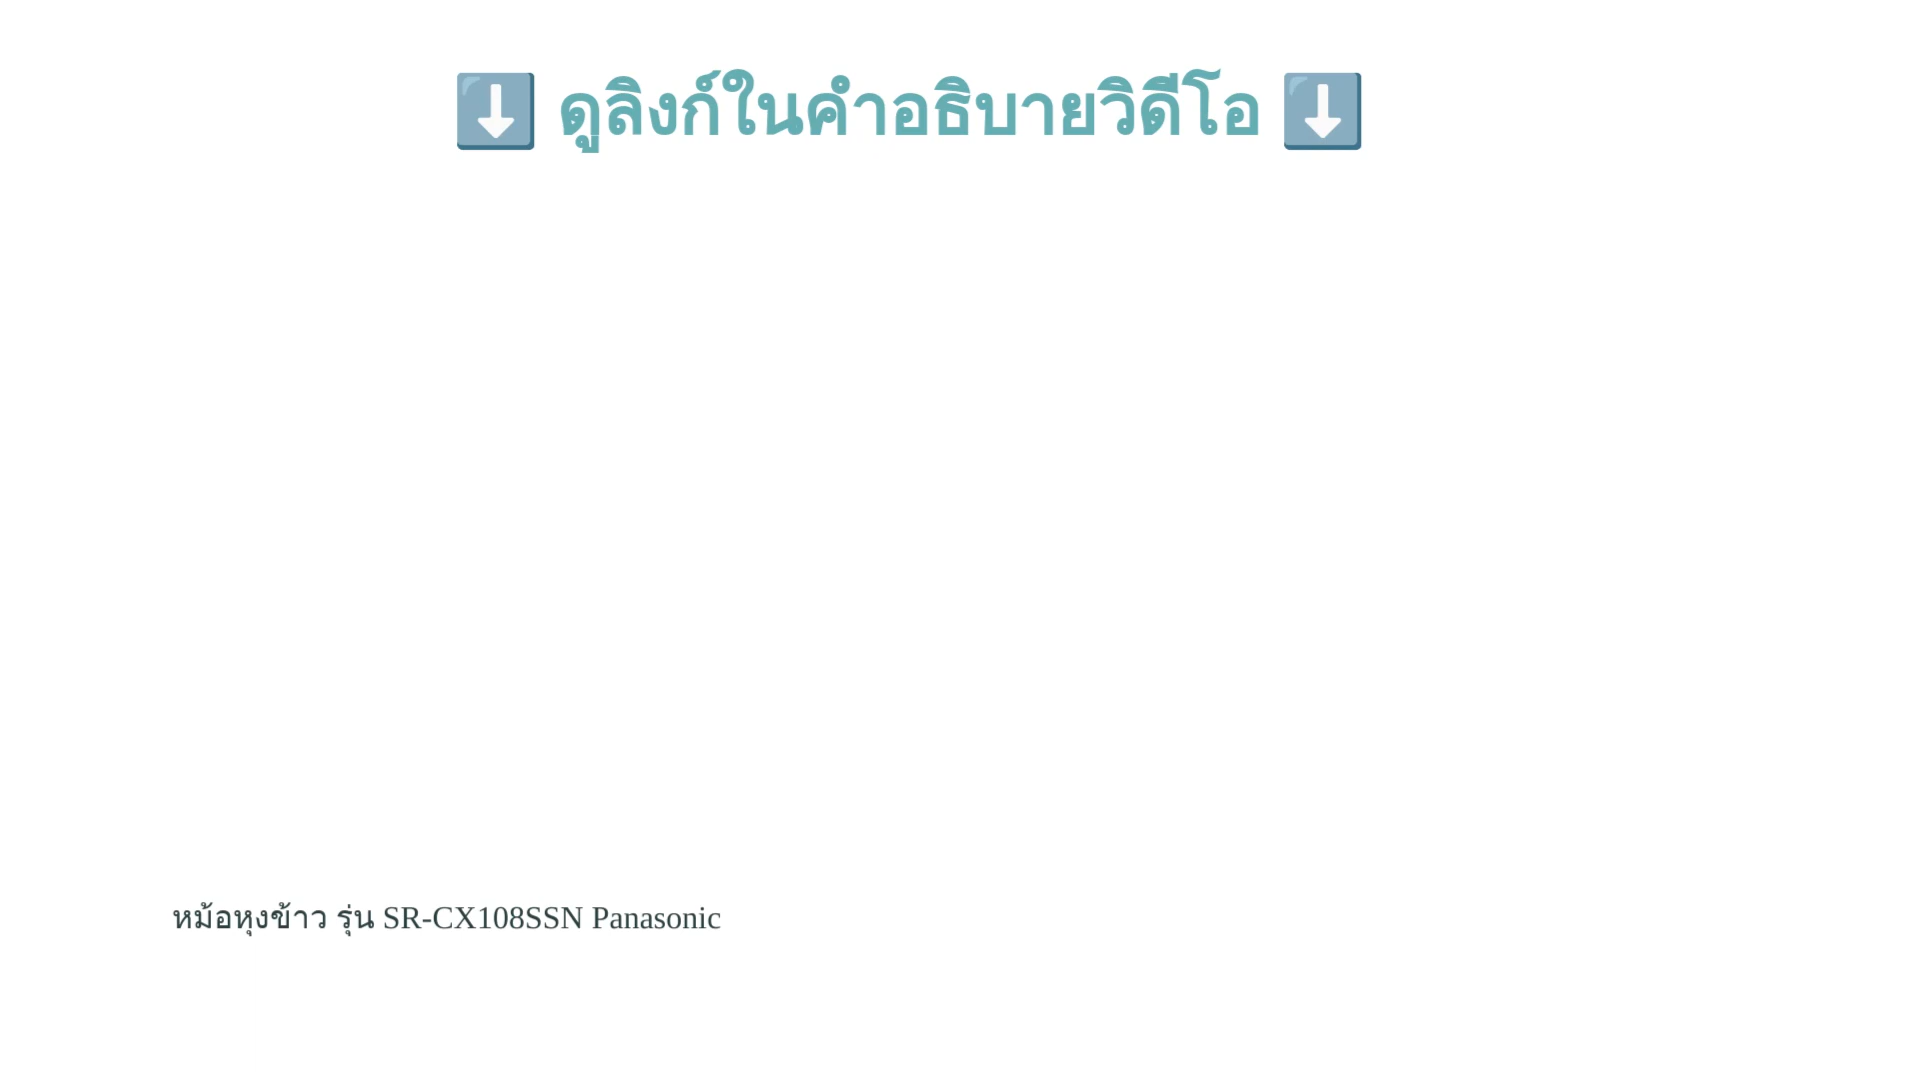 ⬇️ ดูลิงก์ในคำอธิบายวิดีโอ ⬇️
หม้อหุงข้าว รุ่น SR-CX108SSN Panasonic